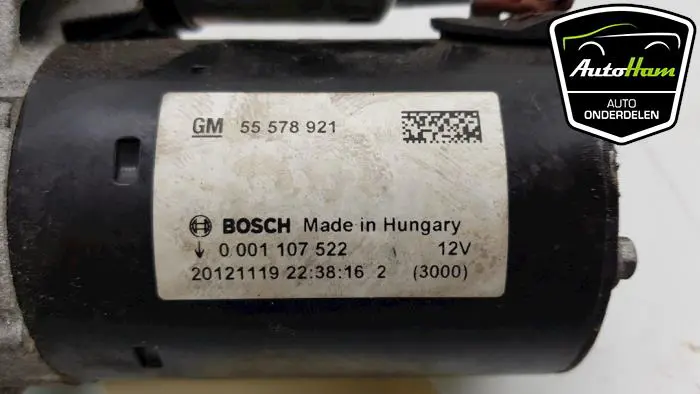 GM 55 578 921
BOSCH Made in Hungary
0 001 107 522 12V
20121119 22:38:16 2 (3000)
AutoHam
AUTO
ONDERDELEN